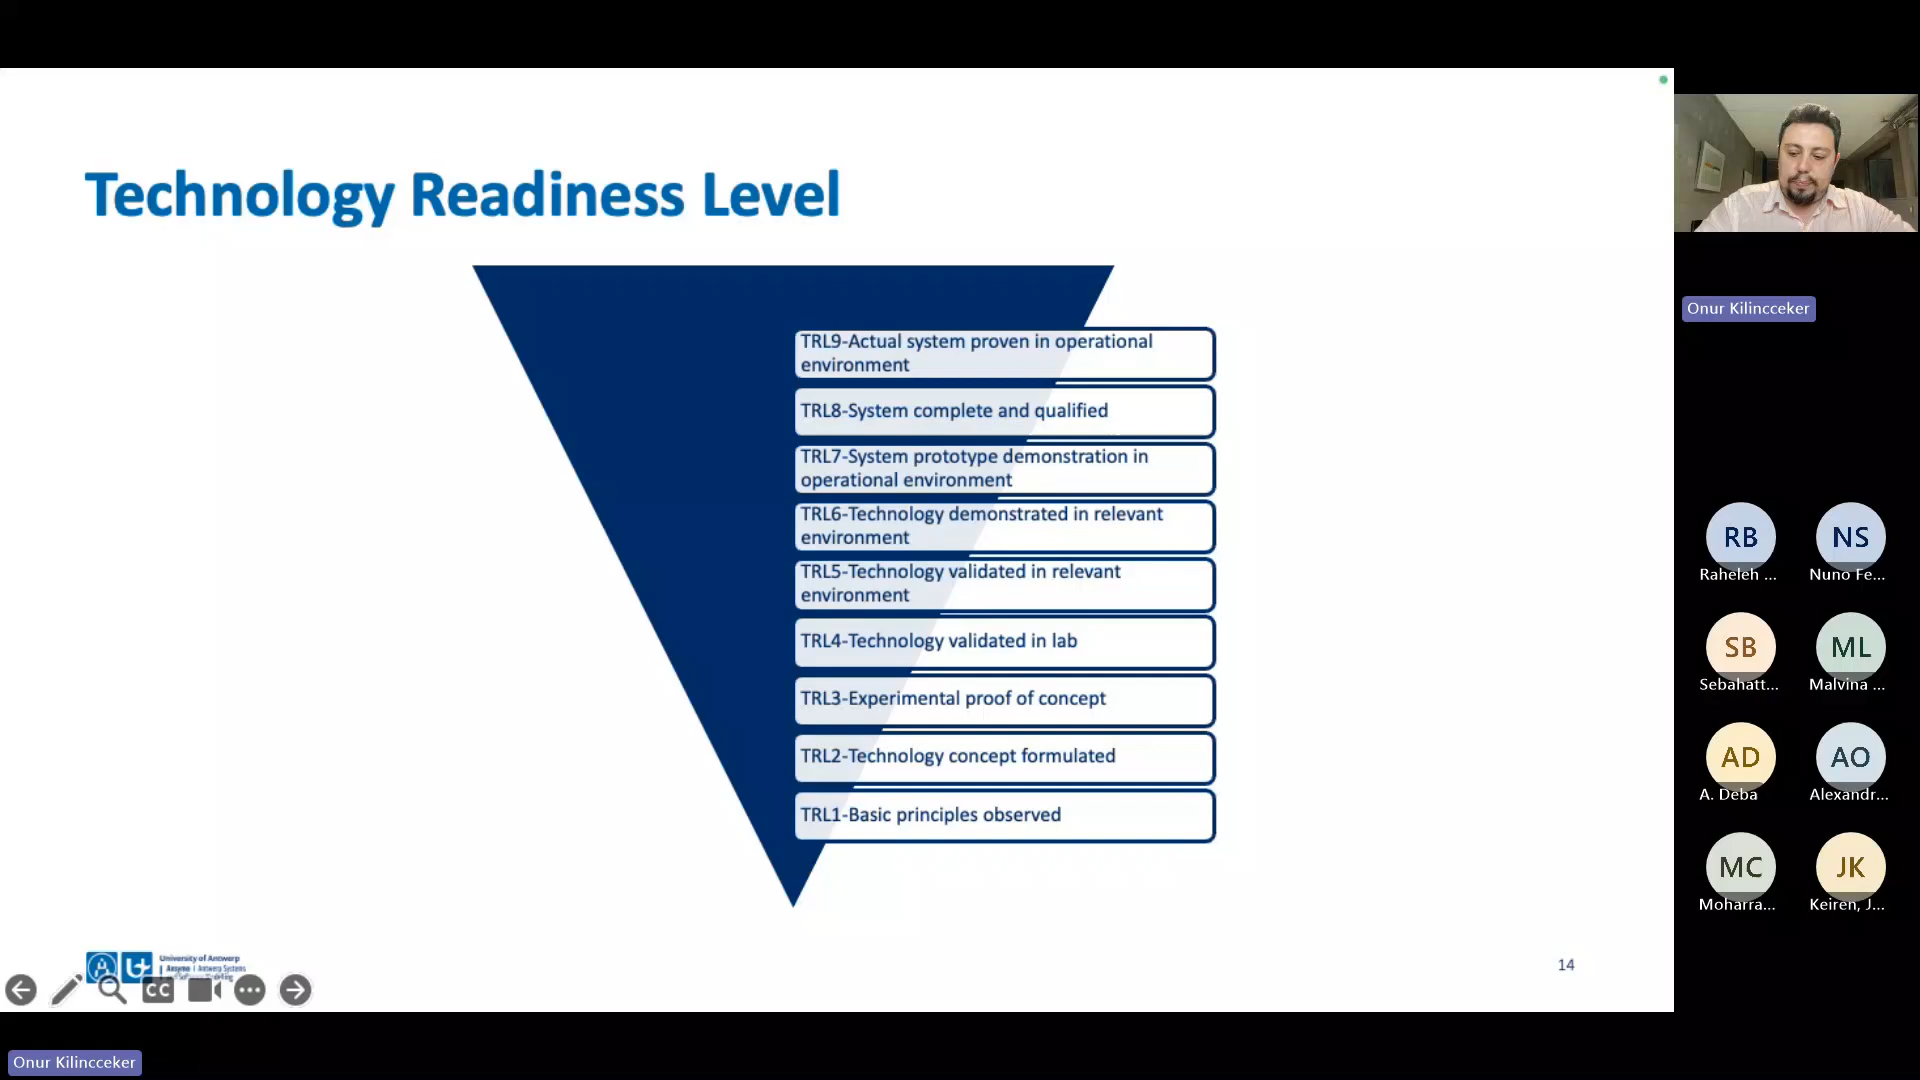 Technology Readiness Level
TRL9-Actual system proven in operational
environment
TRL8-System complete and qualified
TRL7-System prototype demonstration in
operational environment
TRL6-Technology demonstrated in relevant
environment
TRL5-Technology validated in relevant
environment
TRL4-Technology validated in lab
TRL3-Experimental proof of concept
TRL2-Technology concept formulated
TRL1-Basic principles observed
University of Antwerp
Antwerp Systems
14
CC
Onur Kilincceker
Onur Kilincceker
RB
NS
Raheleh ...
Nuno Fe...
SB
ML
Sebahatt...
Malvina ...
AD
AO
A. Deba
Alexandr...
MC
JK
Moharra...
Keiren, J...